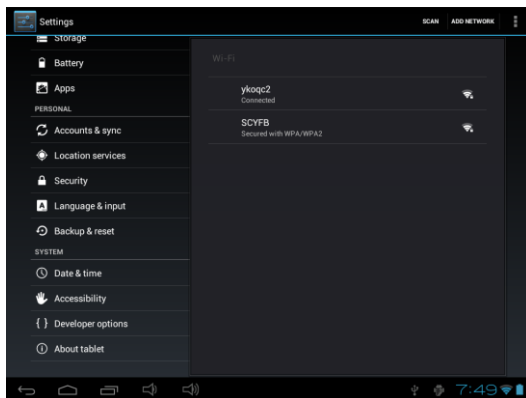 Settings
SCAN ADD NETWORK
Storage
Battery
Apps
PERSONAL
Accounts & sync
Location services
Security
Language & input
Backup & reset
SYSTEM
Date & time
Accessibility
{ } Developer options
About tablet
Wi-Fi
ykoqc2
Connected
SCYFB
Secured with WPA/WPA2
7:49